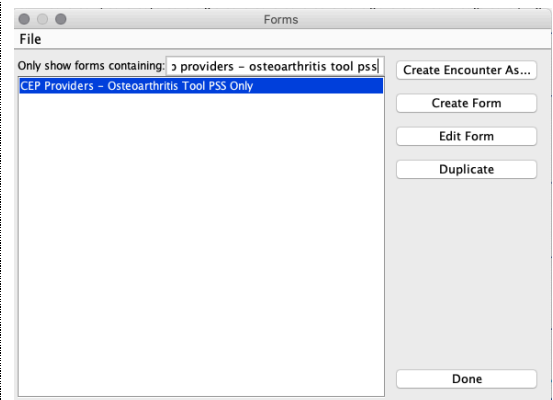 Forms
File
Only show forms containing: providers – osteoarthritis tool pss
Create Encounter As...
CEP Providers – Osteoarthritis Tool PSS Only
Create Form
Edit Form
Duplicate
Done